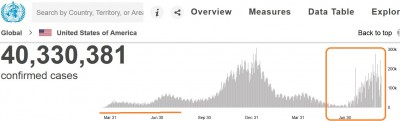 Search by Country, Territory, or Area
Overview
Measures
Data Table
Explor
Global
United States of America
Back to top
40,330,381
confirmed cases
300k
200k
100k
0
Mar 31
Jun 30
Sep 30
Dec 31
Mar 31
Jun 30